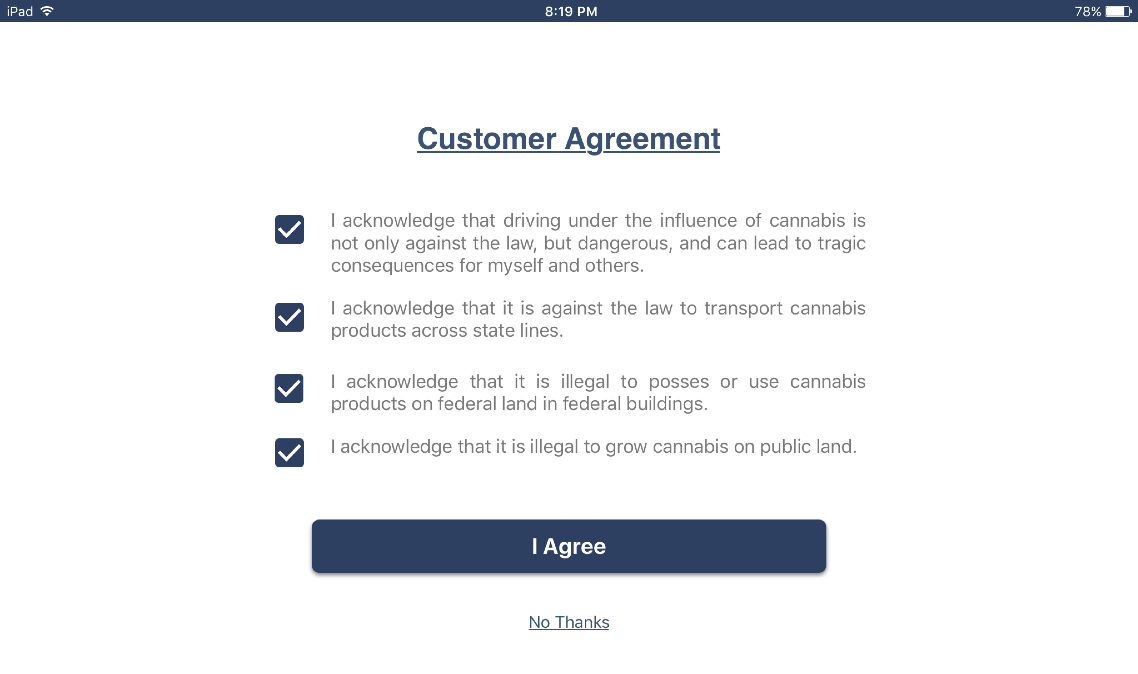 iPad 8:19 PM 78%
Customer Agreement
I acknowledge that driving under the influence of cannabis is
not only against the law, but dangerous, and can lead to tragic
consequences for myself and others.
I acknowledge that it is against the law to transport cannabis
products across state lines.
I acknowledge that it is illegal to posses or use cannabis
products on federal land in federal buildings.
I acknowledge that it is illegal to grow cannabis on public land.
I Agree
No Thanks